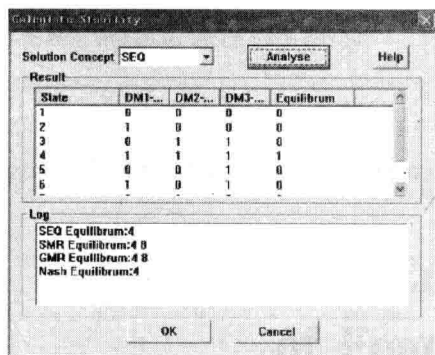 Calculate Stability
Solution Concept SEQ Analyse Help
Result
State DM1-... DM2-... DM3-... Equilibrum
1 0 0 0 0
2 1 0 0 0
3 0 1 1 0
4 1 1 1 1
5 0 0 1 0
6 1 0 1 0
Log
SEQ Equilibrum:4
SMR Equilibrum:4 8
GMR Equilibrum:4 8
Nash Equilibrum:4
OK Cancel